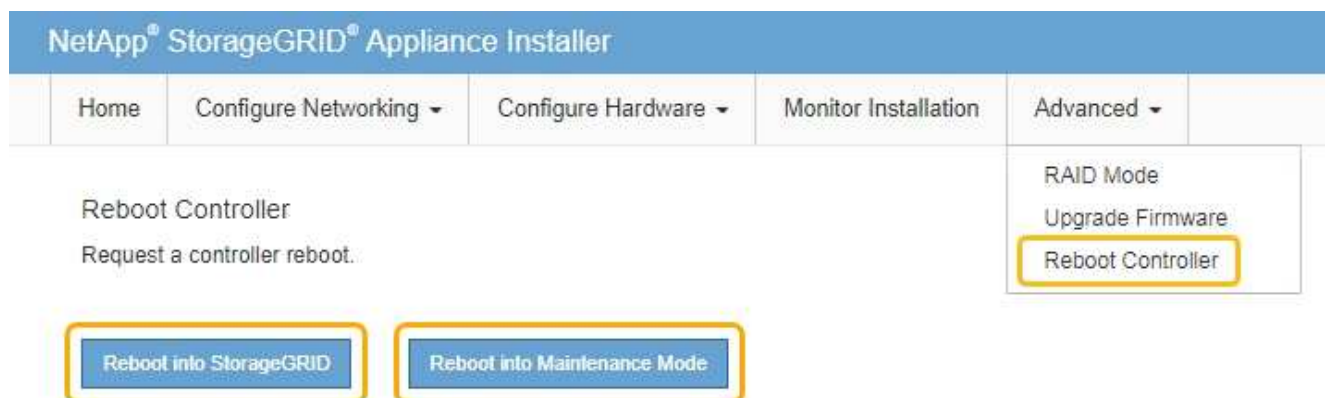 NetApp® StorageGRID® Appliance Installer
Home Configure Networking Configure Hardware Monitor Installation Advanced
RAID Mode
Upgrade Firmware
Reboot Controller
Reboot Controller
Request a controller reboot.
Reboot into StorageGRID Reboot into Maintenance Mode